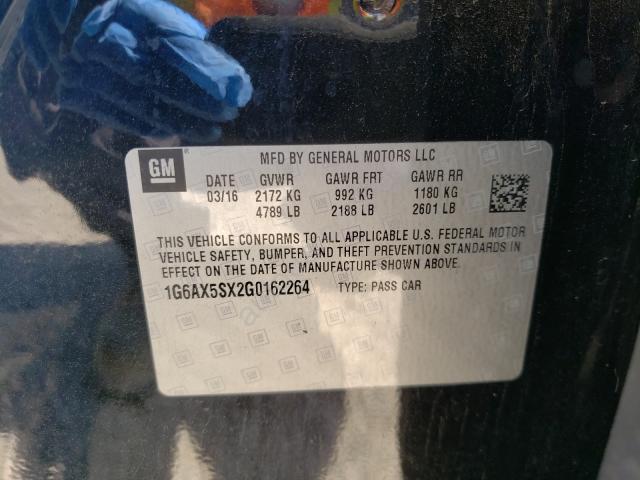 GM
MFD BY GENERAL MOTORS LLC
DATE GVWR GAWR FRT GAWR RR
03/16 2172 KG 992 KG 1180 KG
4789 LB 2188 LB 2601 LB
THIS VEHICLE CONFORMS TO ALL APPLICABLE U.S. FEDERAL MOTOR
VEHICLE SAFETY, BUMPER, AND THEFT PREVENTION STANDARDS IN
EFFECT ON THE DATE OF MANUFACTURE SHOWN ABOVE.
1G6AX5SX2G0162264 TYPE: PASS CAR